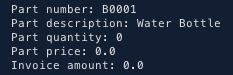 Part number: B0001
Part description: Water Bottle
Part quantity: 0
Part price: 0.0
Invoice amount: 0.0